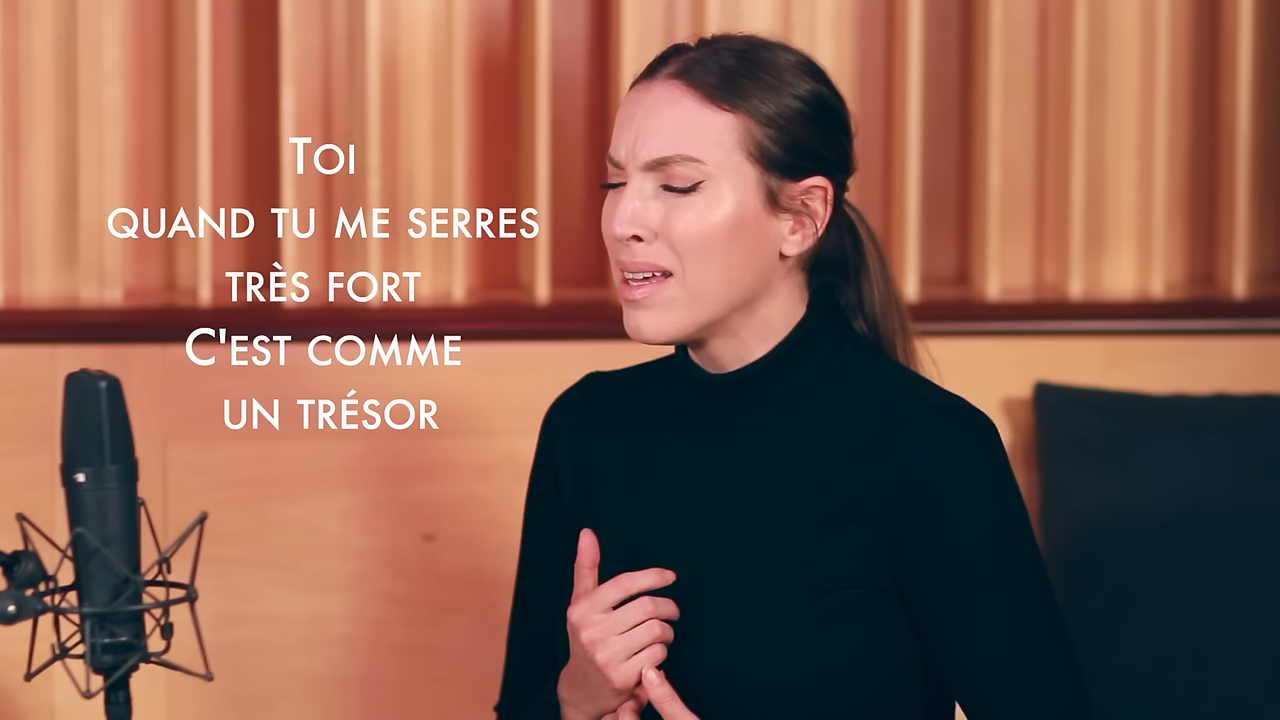 Toi
quand tu me serres
très fort
C'est comme
un trésor